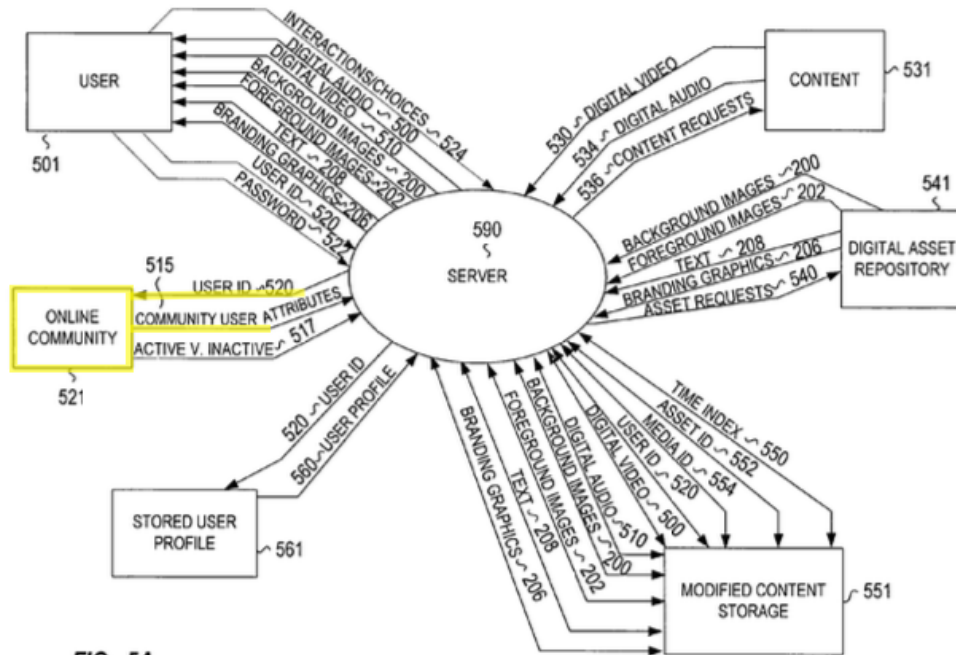 USER
501
INTERACTIONS/CHOICES 524
DIGITAL AUDIO 500
DIGITAL VIDEO 510
BACKGROUND IMAGES 200
FOREGROUND IMAGES 202
TEXT 208
BRANDING GRAPHICS 206
USER ID 520
PASSWORD 522
530 DIGITAL VIDEO
534 DIGITAL AUDIO
536 CONTENT REQUESTS
CONTENT
531
590
SERVER
BACKGROUND IMAGES 200
FOREGROUND IMAGES 202
TEXT 208
BRANDING GRAPHICS 206
ASSET REQUESTS 540
541
DIGITAL ASSET
REPOSITORY
515
USER ID 520
COMMUNITY USER ATTRIBUTES
ACTIVE V. INACTIVE 517
ONLINE
COMMUNITY
521
520 USER ID
560 USER PROFILE
STORED USER
PROFILE
561
BRANDING GRAPHICS 206
TEXT 208
FOREGROUND IMAGES 202
BACKGROUND IMAGES 200
DIGITAL AUDIO 510
DIGITAL VIDEO 500
USER ID 520
MEDIA ID 554
ASSET ID 552
TIME INDEX 550
MODIFIED CONTENT
STORAGE
551